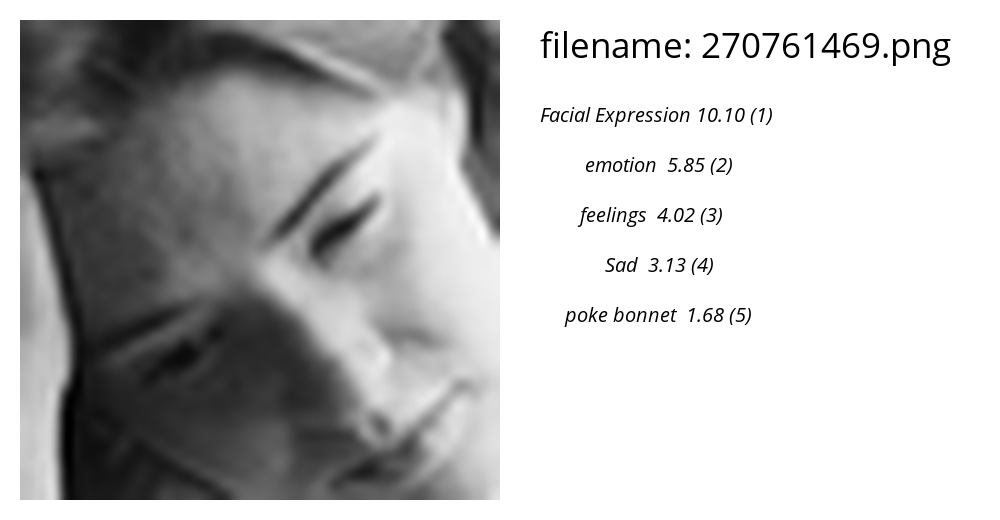 filename: 270761469.png
Facial Expression 10.10 (1)
emotion 5.85 (2)
feelings 4.02 (3)
Sad 3.13 (4)
poke bonnet 1.68 (5)